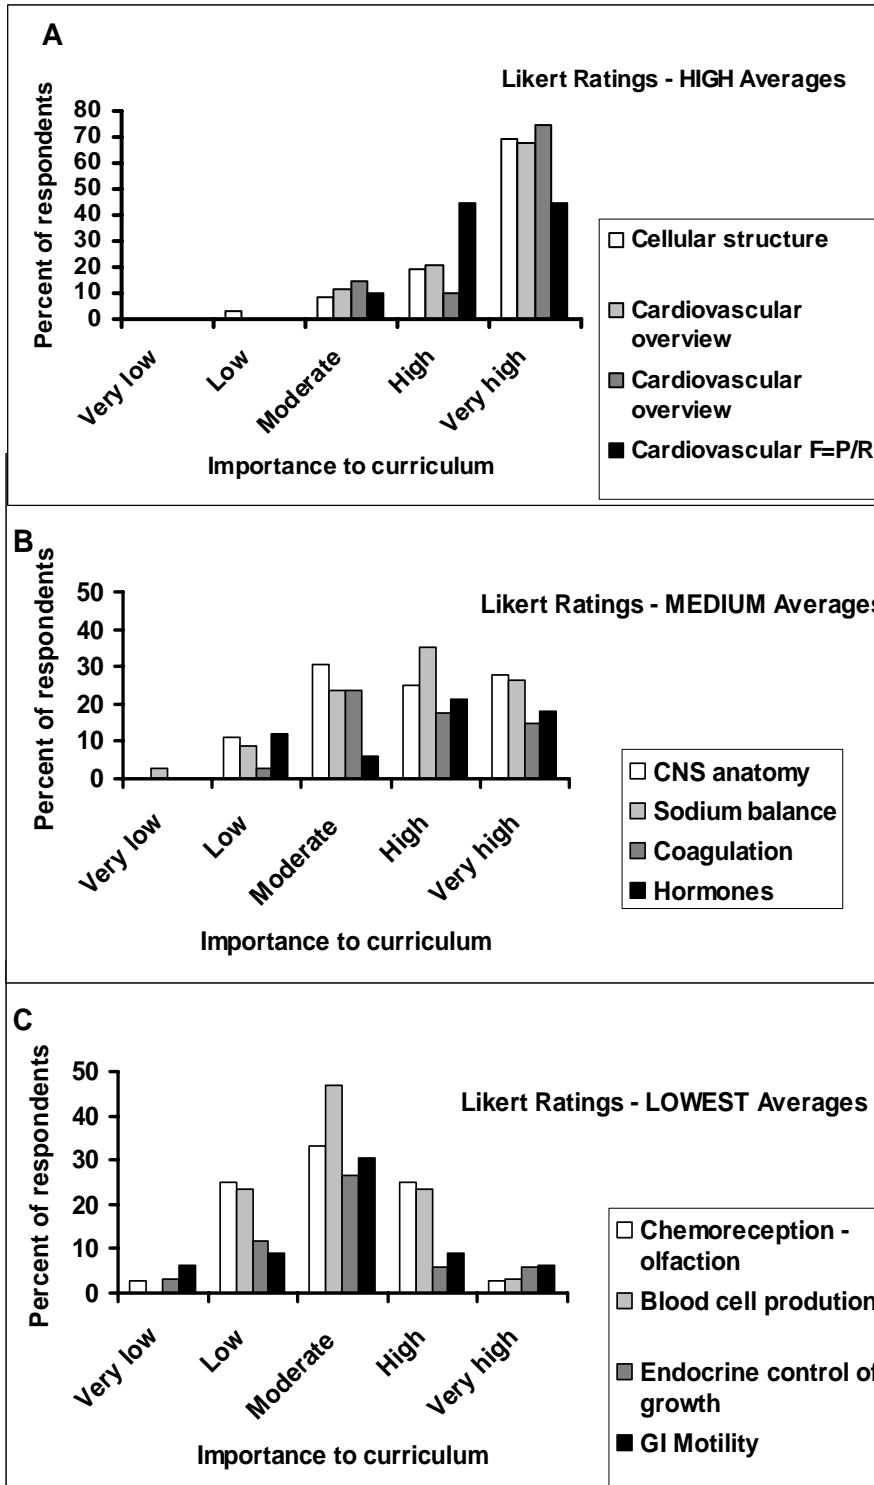 A
Likert Ratings - HIGH Averages
Percent of respondents
80
70
60
50
40
30
20
10
0
Very low
Low
Moderate
High
Very high
Importance to curriculum
Cellular structure
Cardiovascular
overview
Cardiovascular
overview
Cardiovascular F=P/R
B
Likert Ratings - MEDIUM Averages
Percent of respondents
50
40
30
20
10
0
Very low
Low
Moderate
High
Very high
Importance to curriculum
CNS anatomy
Sodium balance
Coagulation
Hormones
C
Likert Ratings - LOWEST Averages
Percent of respondents
50
40
30
20
10
0
Very low
Low
Moderate
High
Very high
Importance to curriculum
Chemoreception -
olfaction
Blood cell prodution
Endocrine control of
growth
GI Motility